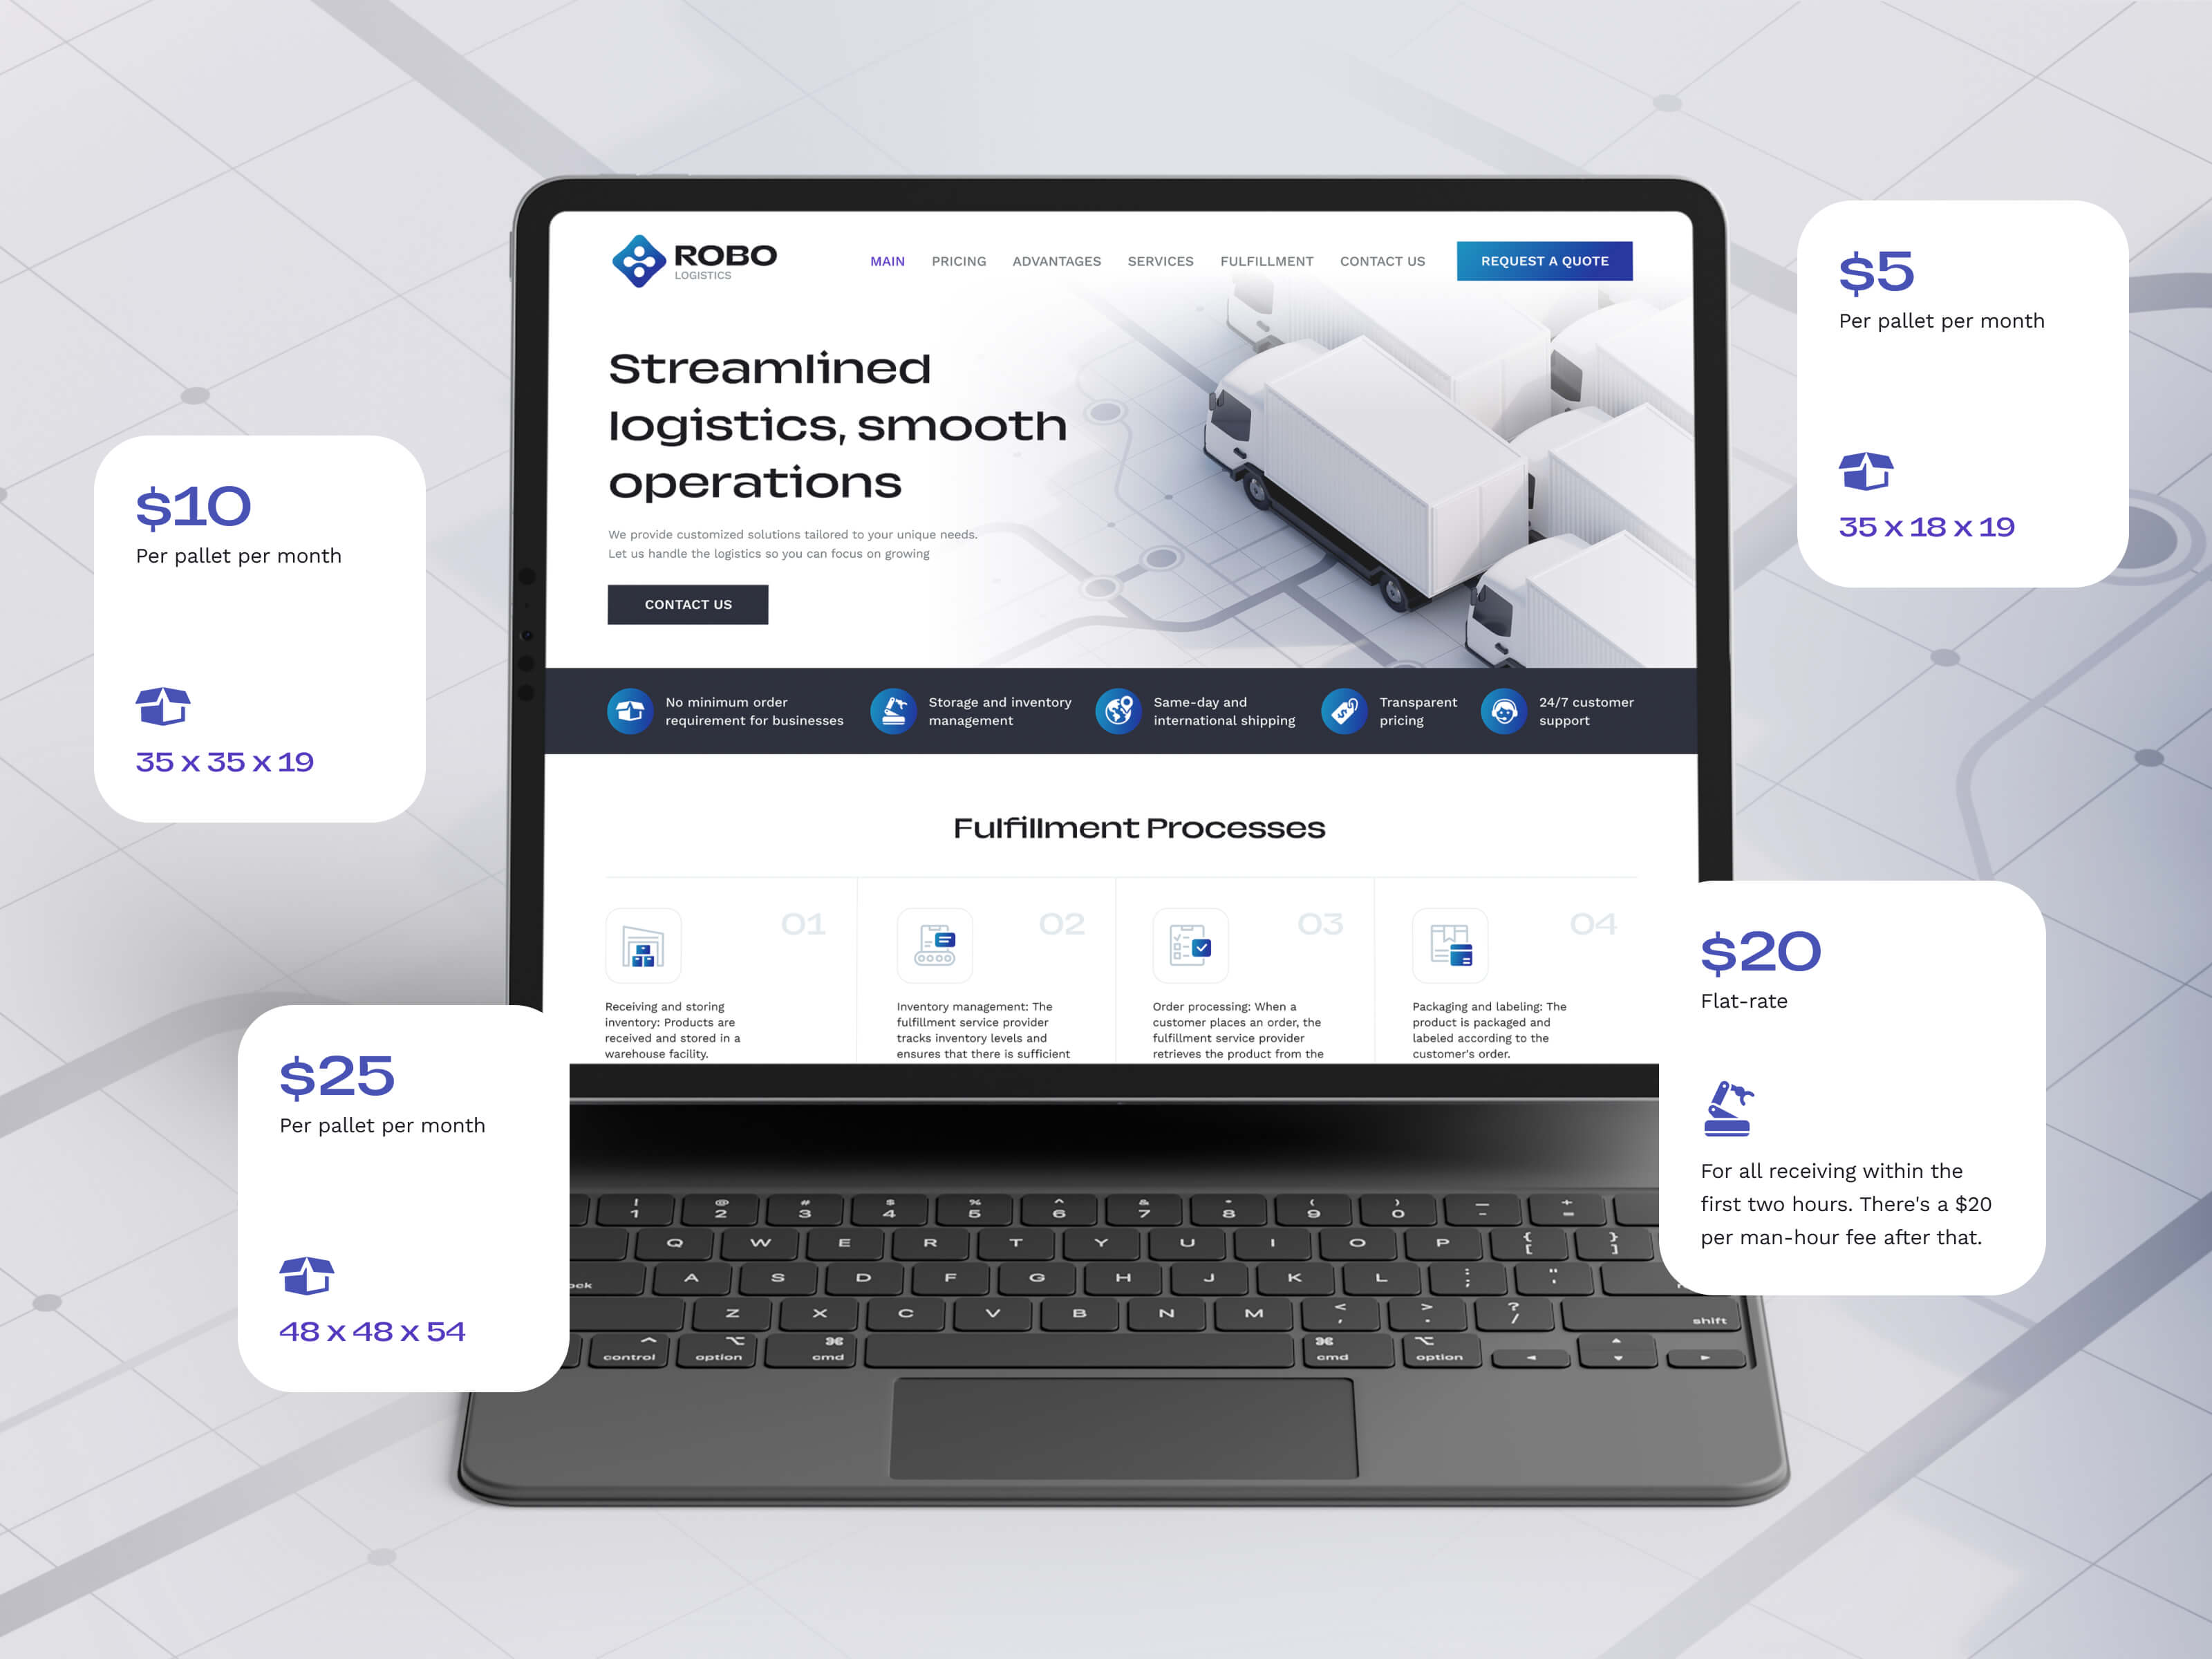 ROBO
LOGISTICS
MAIN
PRICING
ADVANTAGES
SERVICES
FULFILLMENT
CONTACT US
REQUEST A QUOTE
Streamlined
logistics, smooth
operations
We provide customized solutions tailored to your unique needs.
Let us handle the logistics so you can focus on growing
CONTACT US
No minimum order
requirement for businesses
Storage and inventory
management
Same-day and
international shipping
Transparent
pricing
24/7 customer
support
Fulfillment Processes
01
Receiving and storing
inventory: Products are
received and stored in a
warehouse facility.
02
Inventory management: The
fulfillment service provider
tracks inventory levels and
ensures that there is sufficient
03
Order processing: When a
customer places an order, the
fulfillment service provider
retrieves the product from the
04
Packaging and labeling: The
product is packaged and
labeled according to the
customer's order.
$5
Per pallet per month
35 x 18 x 19
$10
Per pallet per month
35 x 35 x 19
$20
Flat-rate
For all receiving within the
first two hours. There's a $20
per man-hour fee after that.
$25
Per pallet per month
48 x 48 x 54
! @ # $ % ^ & * ( ) _ +
1 2 3 4 5 6 7 8 9 0 - =
Q W E R T Y U I O P { [ } ]
A S D F G H J K L : ; " '
Z X C V B N M < , > . ? / shift
control option cmd cmd option